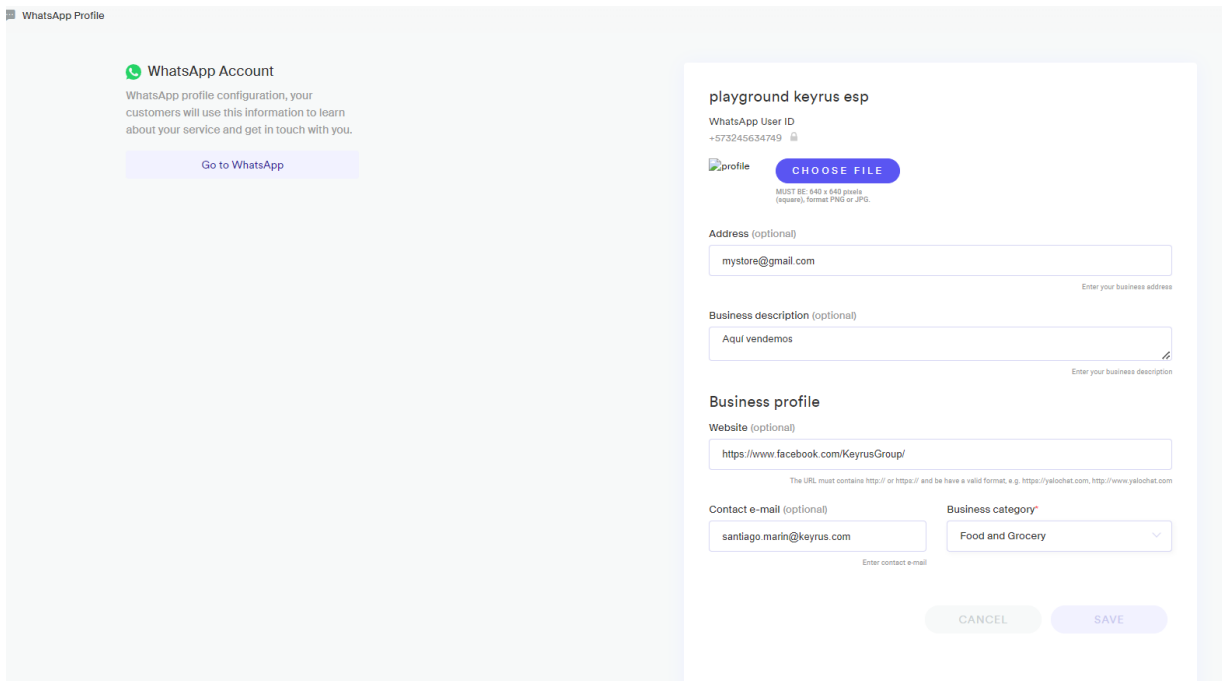 WhatsApp Profile
WhatsApp Account
WhatsApp profile configuration, your
customers will use this information to learn
about your service and get in touch with you.
Go to WhatsApp
playground keyrus esp
WhatsApp User ID
+573245634749
profile
CHOOSE FILE
MUST BE: 640 x 640 pixels
(square), format PNG or JPG.
Address (optional)
mystore@gmail.com
Enter your business address
Business description (optional)
Aquí vendemos
Enter your business description
Business profile
Website (optional)
https://www.facebook.com/KeyrusGroup/
The URL must contains http:// or https:// and be have a valid format, e.g. https://yalochat.com, http://www.yalochat.com
Contact e-mail (optional)
Business category*
santiago.marin@keyrus.com
Food and Grocery
Enter contact e-mail
CANCEL
SAVE